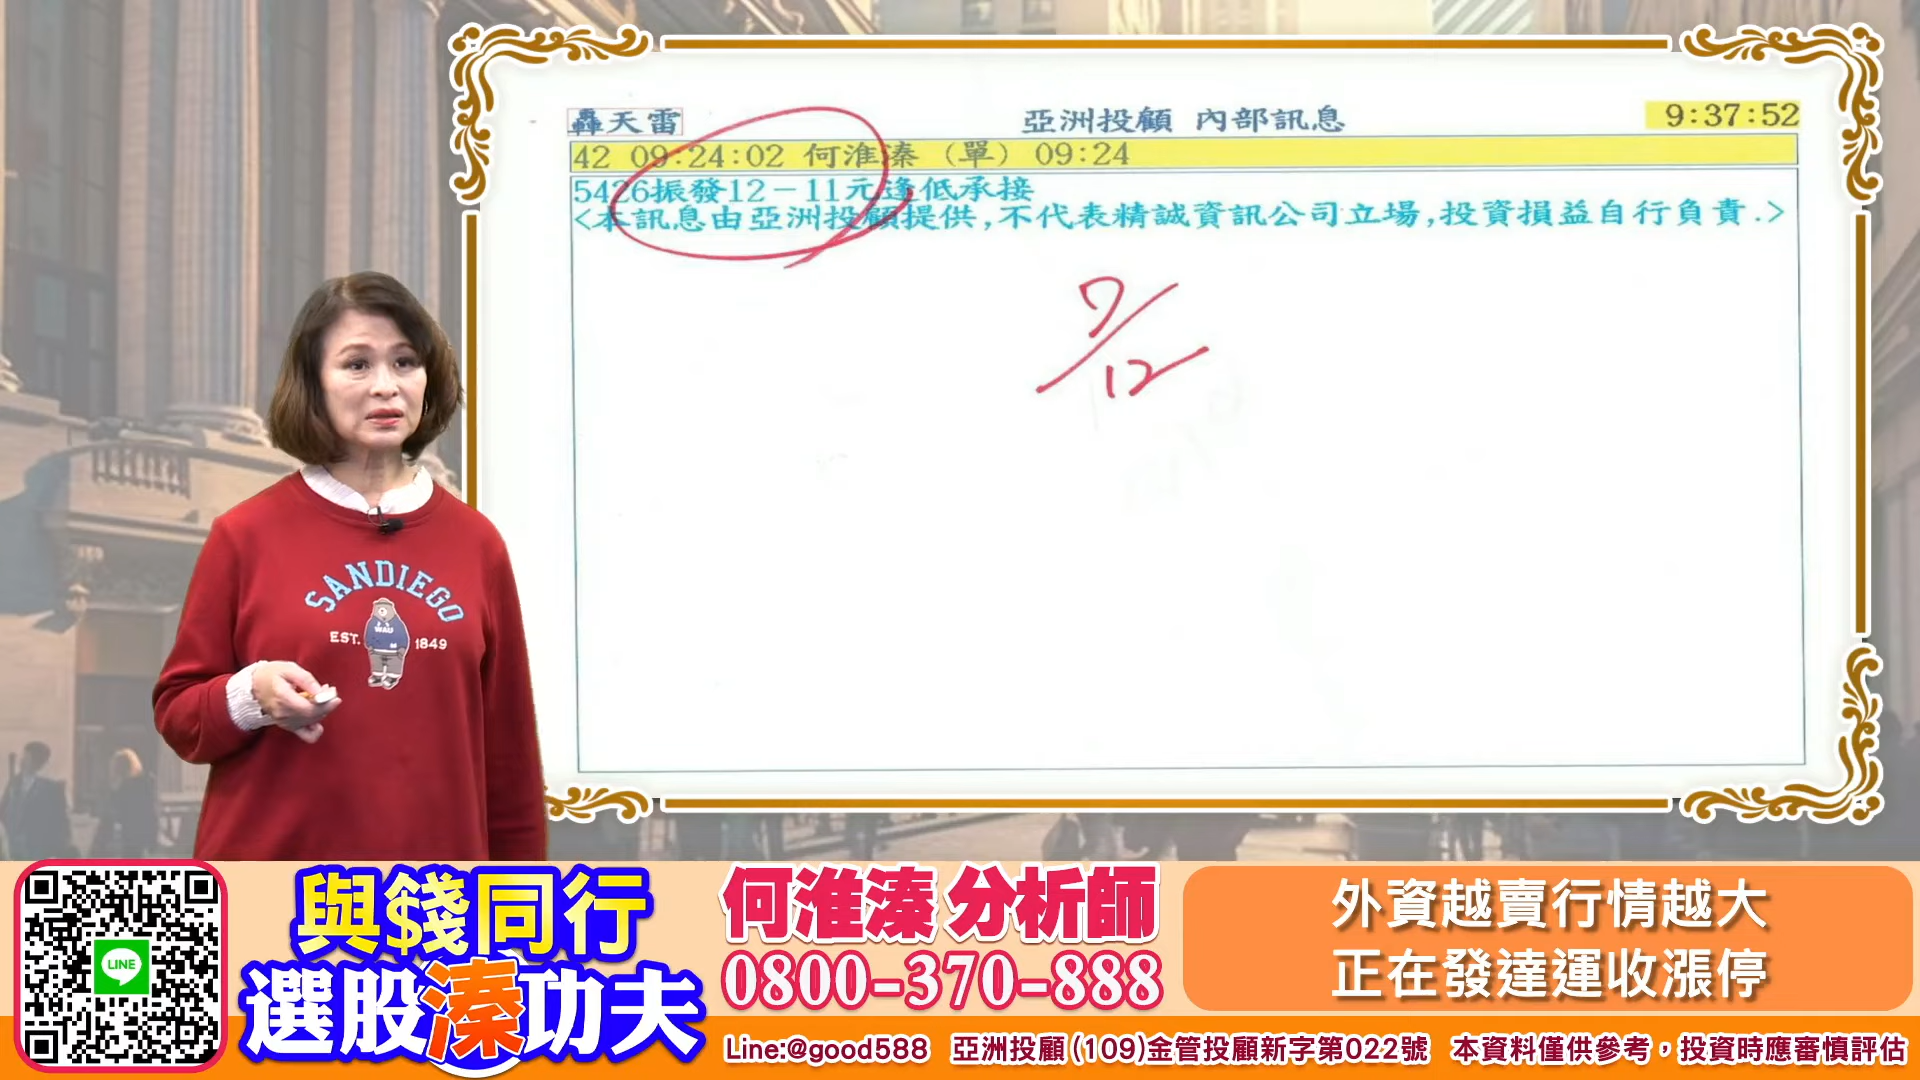 轟天雷 亞洲投顧 內部訊息 9:37:52
42 09:24:02 何淮溱 (單) 09:24
5426振發12－11元逢低承接
<本訊息由亞洲投顧提供,不代表精誠資訊公司立場,投資損益自行負責.>
7/12
SANDIEGO
EST. WAU 1849
LINE
與錢同行
選股溱功夫
何淮溱 分析師
0800-370-888
外資越賣行情越大
正在發達運收漲停
Line:@good588 亞洲投顧 (109)金管投顧新字第022號 本資料僅供參考，投資時應審慎評估